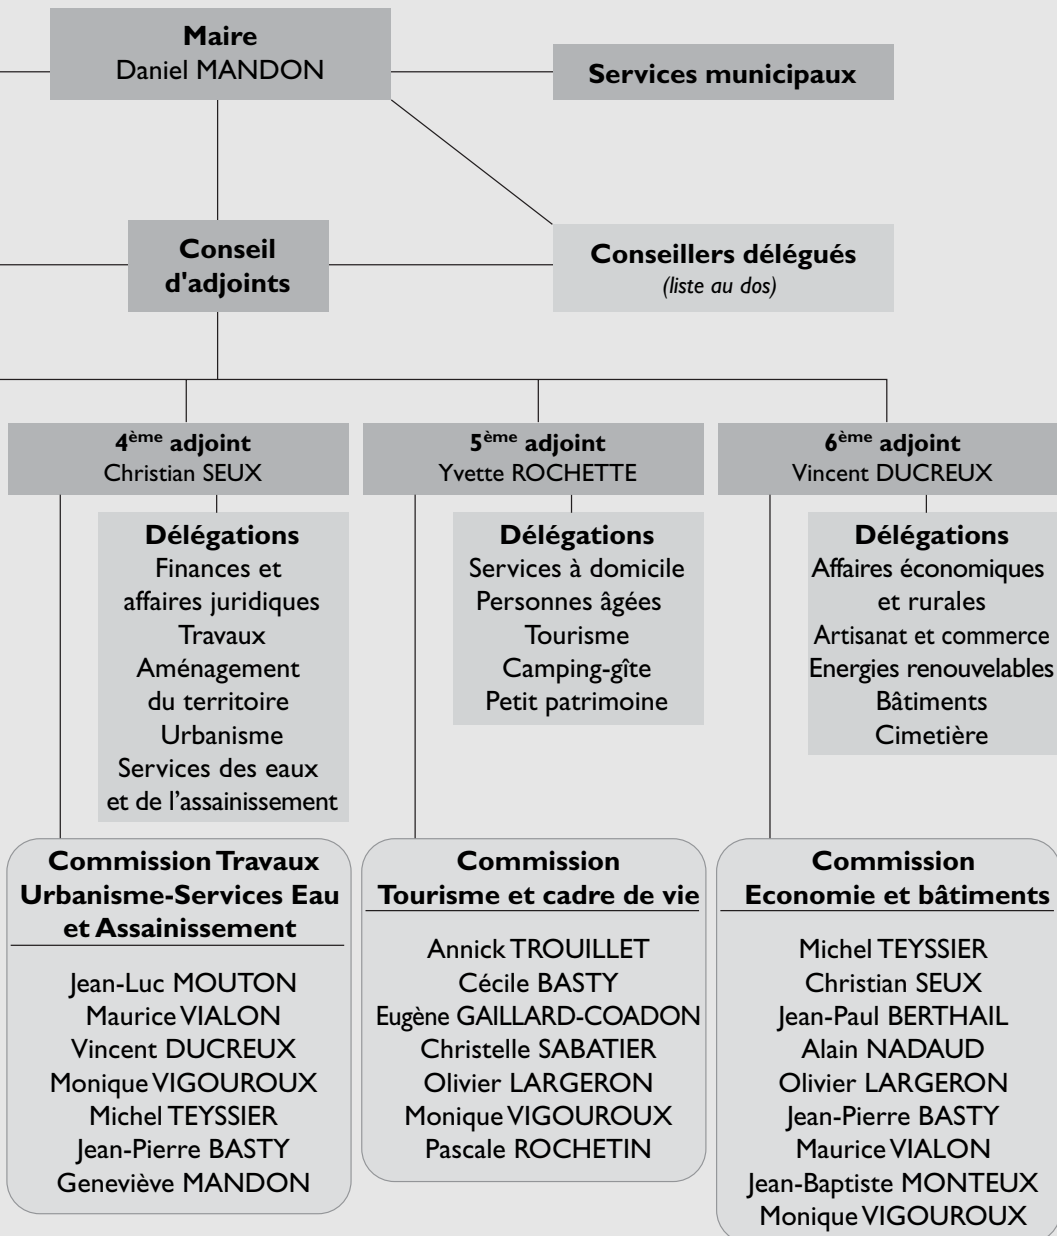 Maire
Daniel MANDON
Services municipaux
Conseil
d'adjoints
Conseillers délégués
(liste au dos)
4ème adjoint
Christian SEUX
Délégations
Finances et
affaires juridiques
Travaux
Aménagement
du territoire
Urbanisme
Services des eaux
et de l’assainissement
Commission Travaux
Urbanisme-Services Eau
et Assainissement
Jean-Luc MOUTON
Maurice VIALON
Vincent DUCREUX
Monique VIGOUROUX
Michel TEYSSIER
Jean-Pierre BASTY
Geneviève MANDON
5ème adjoint
Yvette ROCHETTE
Délégations
Services à domicile
Personnes âgées
Tourisme
Camping-gîte
Petit patrimoine
Commission
Tourisme et cadre de vie
Annick TROUILLET
Cécile BASTY
Eugène GAILLARD-COADON
Christelle SABATIER
Olivier LARGERON
Monique VIGOUROUX
Pascale ROCHETIN
6ème adjoint
Vincent DUCREUX
Délégations
Affaires économiques
et rurales
Artisanat et commerce
Energies renouvelables
Bâtiments
Cimetière
Commission
Economie et bâtiments
Michel TEYSSIER
Christian SEUX
Jean-Paul BERTHAIL
Alain NADAUD
Olivier LARGERON
Jean-Pierre BASTY
Maurice VIALON
Jean-Baptiste MONTEUX
Monique VIGOUROUX